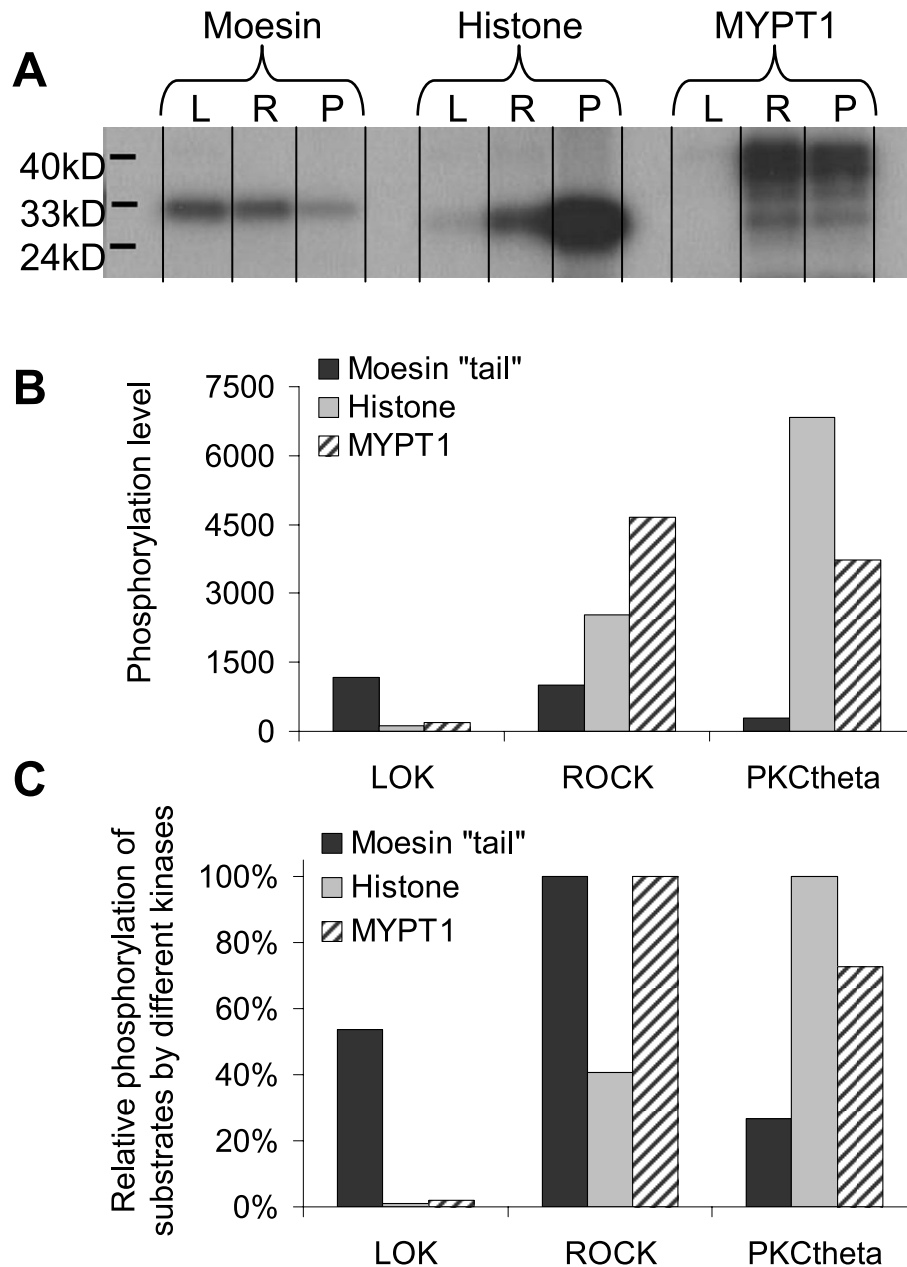 Moesin Histone MYPT1
A
L R P L R P L R P
40kD
33kD
24kD
B
Phosphorylation level
Moesin "tail"
Histone
MYPT1
7500
6000
4500
3000
1500
0
LOK ROCK PKCtheta
C
Relative phosphorylation of
substrates by different kinases
Moesin "tail"
Histone
MYPT1
100%
80%
60%
40%
20%
0%
LOK ROCK PKCtheta